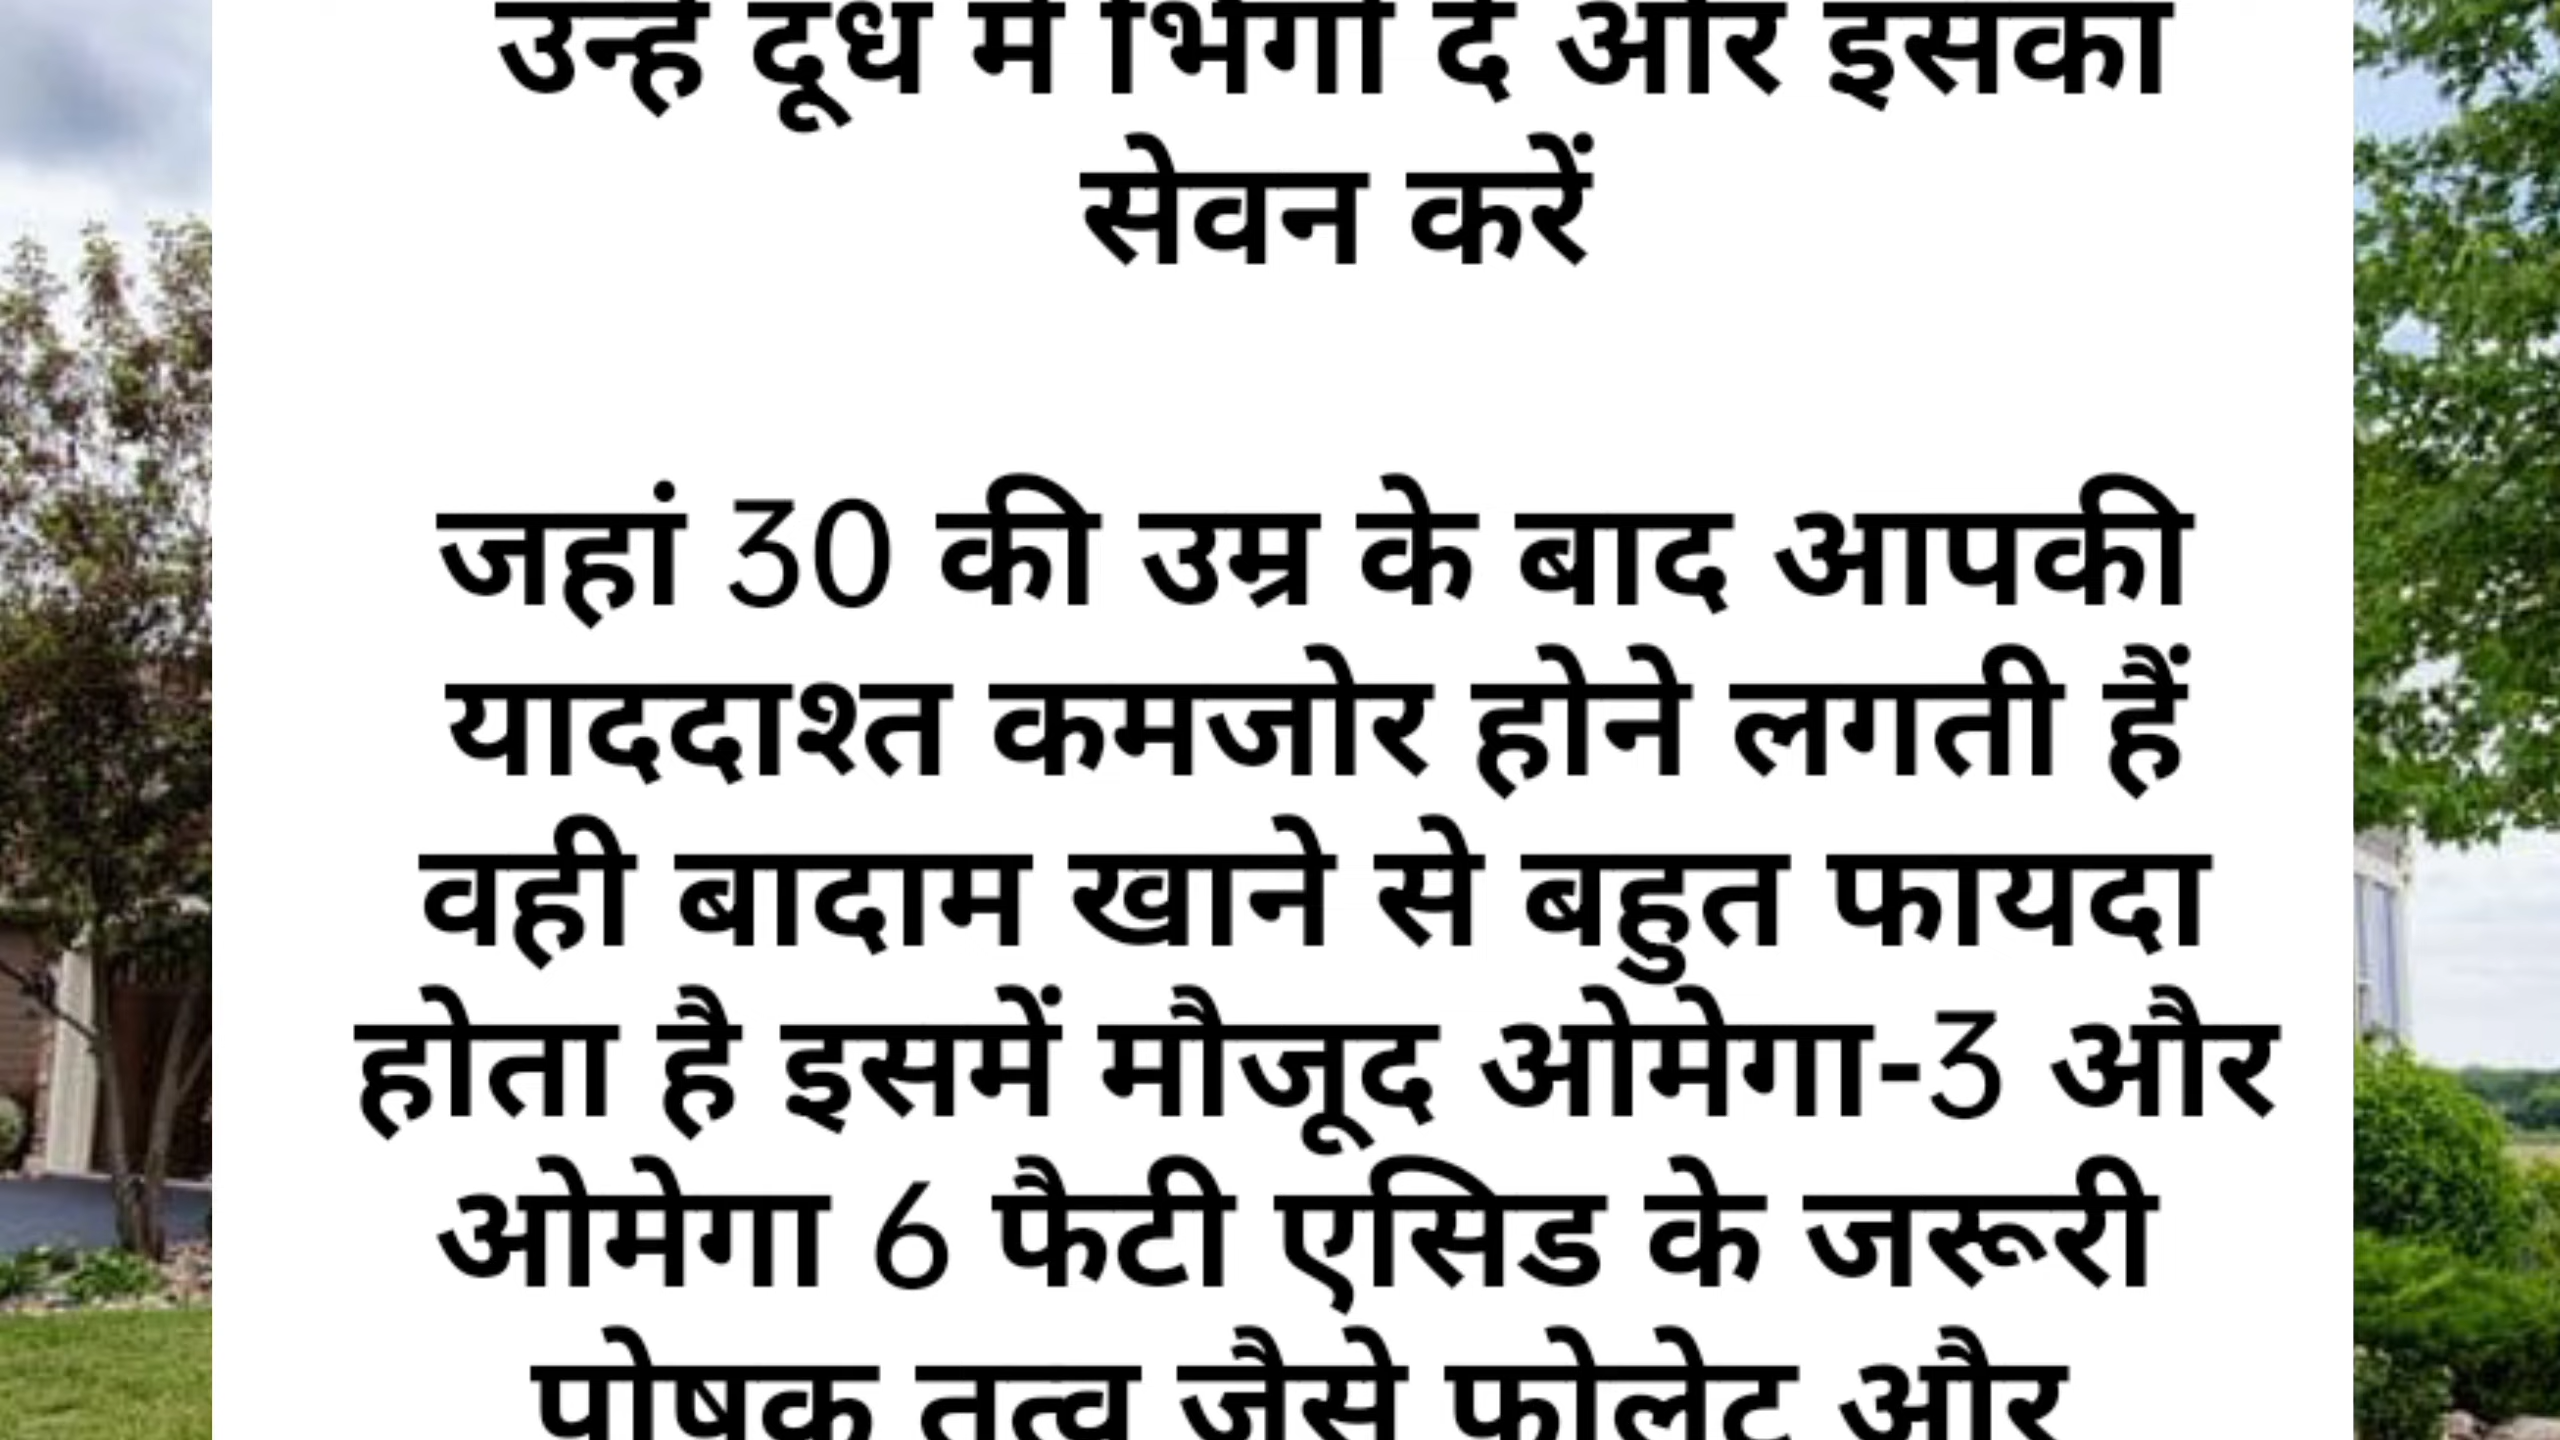 उन्हें दूध में भिगो दें और इसका
सेवन करें
जहां 30 की उम्र के बाद आपकी
याददाश्त कमजोर होने लगती हैं
वही बादाम खाने से बहुत फायदा
होता है इसमें मौजूद ओमेगा-3 और
ओमेगा 6 फैटी एसिड के जरूरी
पोषक तत्व जैसे फोलेट और